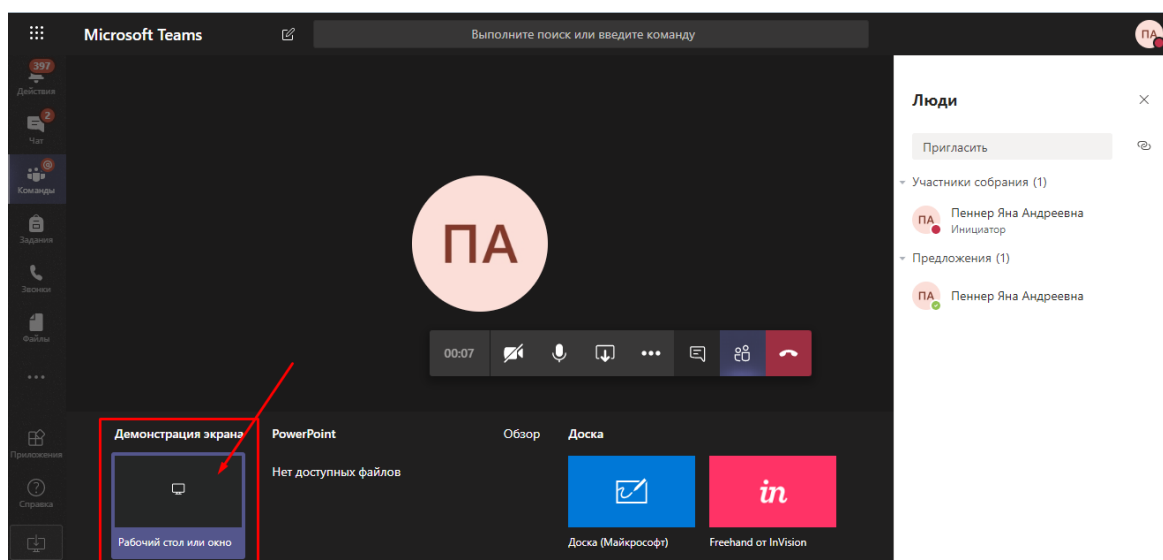 Microsoft Teams
Выполните поиск или введите команду
ПА
397
Действия
2
Чат
@
Команды
Задания
Звонки
Файлы
Приложения
Справка
ПА
00:07
Демонстрация экрана
Рабочий стол или окно
PowerPoint
Обзор
Нет доступных файлов
Доска
Доска (Майкрософт)
in
Freehand от InVision
Люди
Пригласить
Участники собрания (1)
ПА
Пеннер Яна Андреевна
Инициатор
Предложения (1)
ПА
Пеннер Яна Андреевна